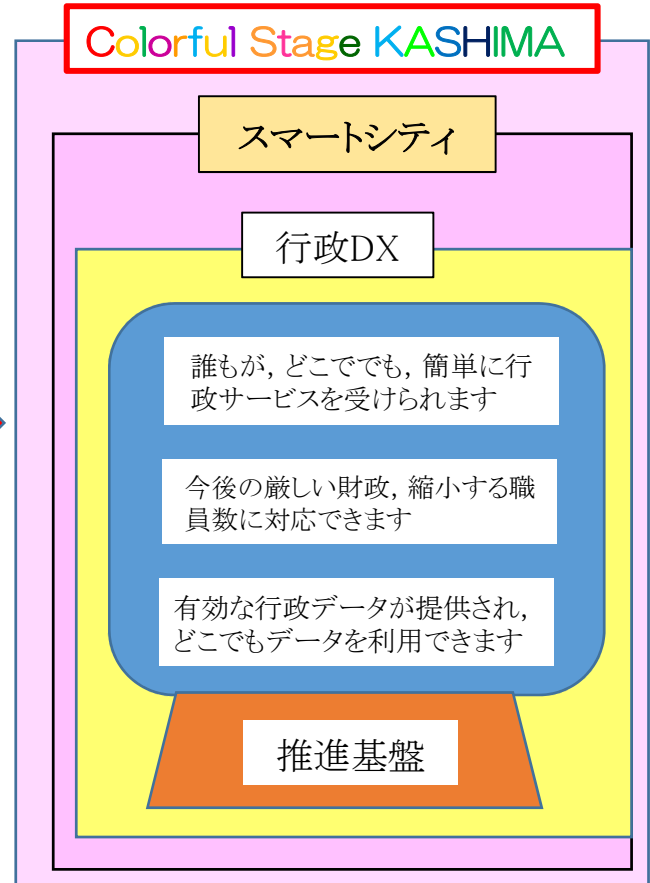 Colorful Stage KASHIMA
スマートシティ
行政DX
誰もが，どこででも，簡単に行
政サービスを受けられます
今後の厳しい財政，縮小する職
員数に対応できます
有効な行政データが提供され，
どこでもデータを利用できます
推進基盤